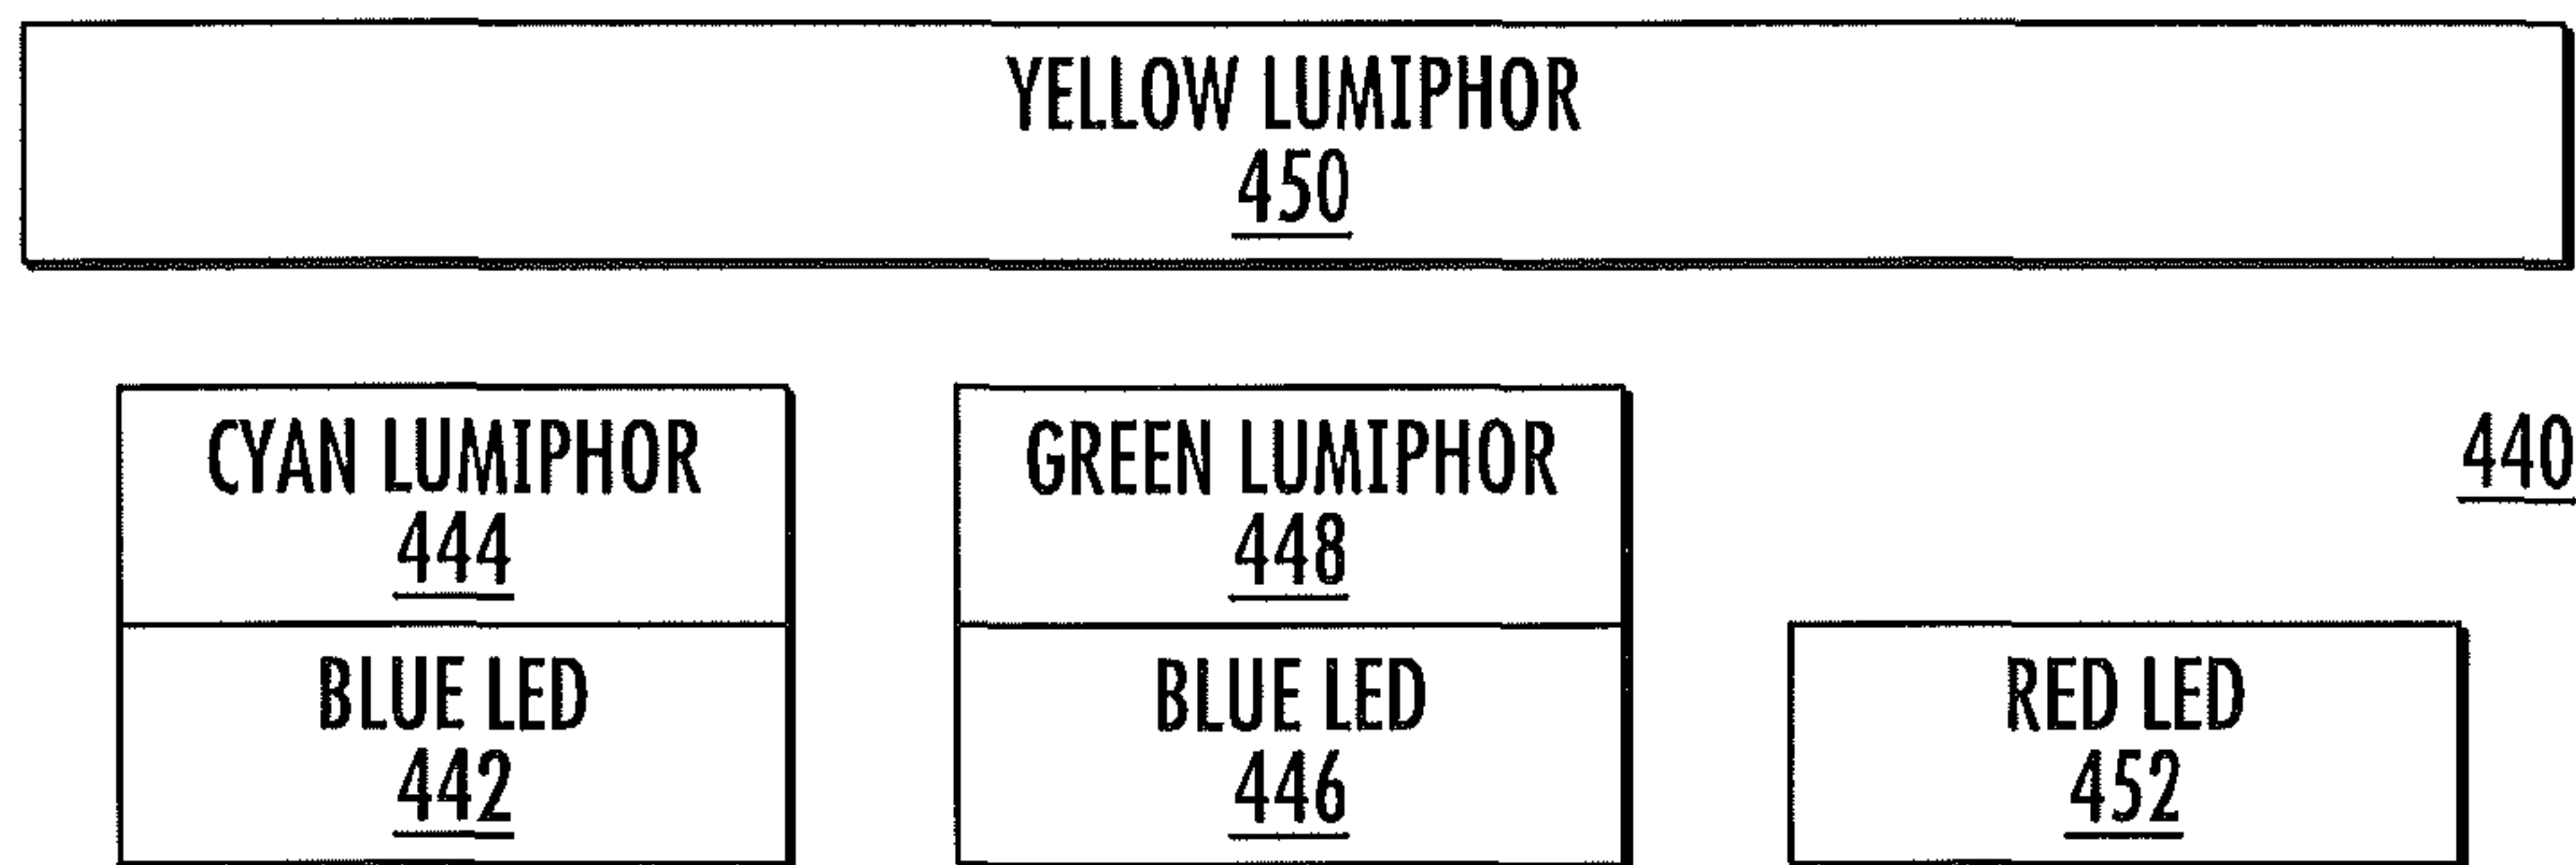 YELLOW LUMIPHOR
450
CYAN LUMIPHOR
444
GREEN LUMIPHOR
448
440
BLUE LED
442
BLUE LED
446
RED LED
452